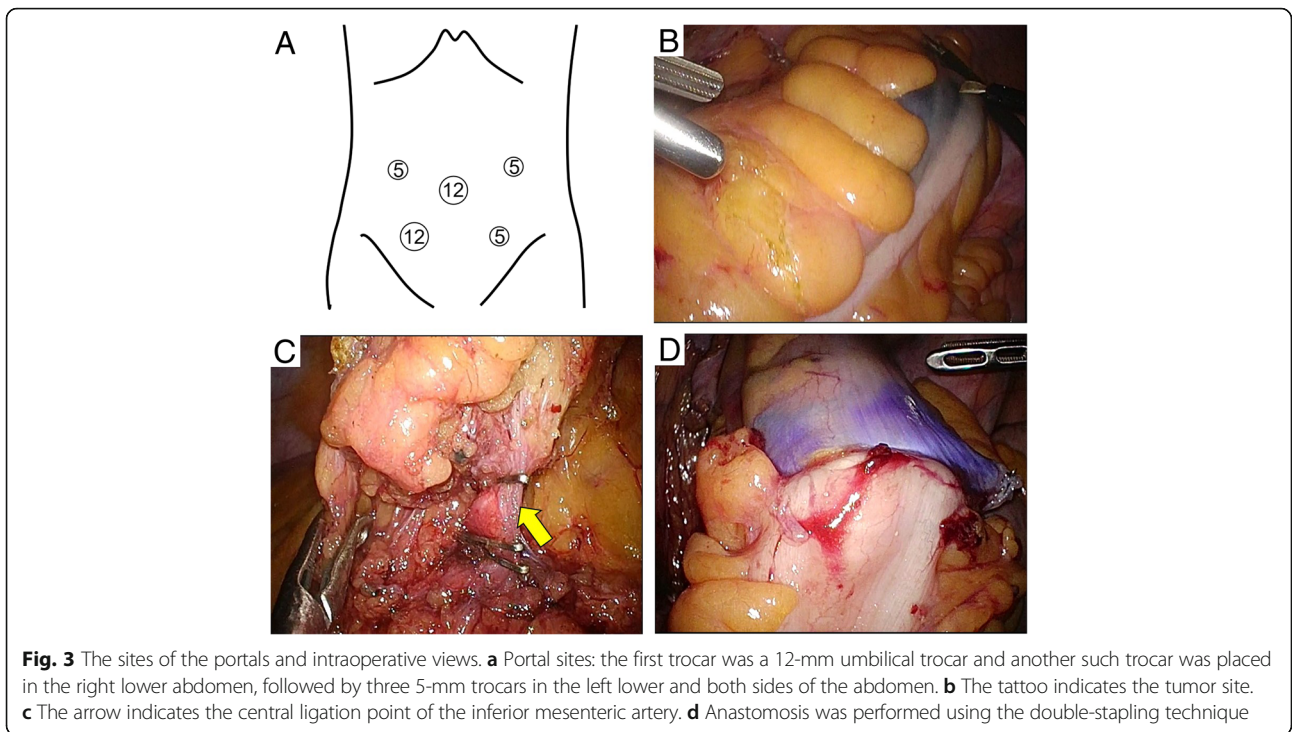 A
B
5
5
12
12
5
C
D
Fig. 3 The sites of the portals and intraoperative views. a Portal sites: the first trocar was a 12-mm umbilical trocar and another such trocar was placed
in the right lower abdomen, followed by three 5-mm trocars in the left lower and both sides of the abdomen. b The tattoo indicates the tumor site.
c The arrow indicates the central ligation point of the inferior mesenteric artery. d Anastomosis was performed using the double-stapling technique